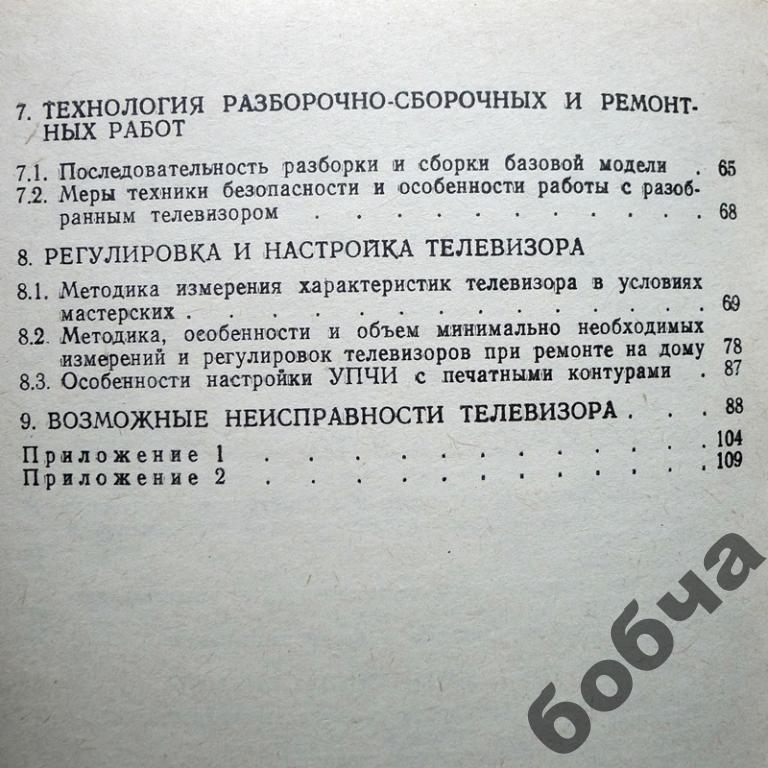 7. ТЕХНОЛОГИЯ РАЗБОРОЧНО-СБОРОЧНЫХ И РЕМОНТ-
НЫХ РАБОТ
7.1. Последовательность разборки и сборки базовой модели . 65
7.2. Меры техники безопасности и особенности работы с разоб-
ранным телевизором . . . . . . . . . . . 68
8. РЕГУЛИРОВКА И НАСТРОЙКА ТЕЛЕВИЗОРА
8.1. Методика измерения характеристик телевизора в условиях
мастерских . . . . . . . . . . . . . . 69
8.2. Методика, особенности и объем минимально необходимых
измерений и регулировок телевизоров при ремонте на дому 78
8.3. Особенности настройки УПЧИ с печатными контурами . 87
9. ВОЗМОЖНЫЕ НЕИСПРАВНОСТИ ТЕЛЕВИЗОРА . . . 88
Приложение 1 . . . . . . . . . . . . 104
Приложение 2 . . . . . . . . . . . . 109
бобча